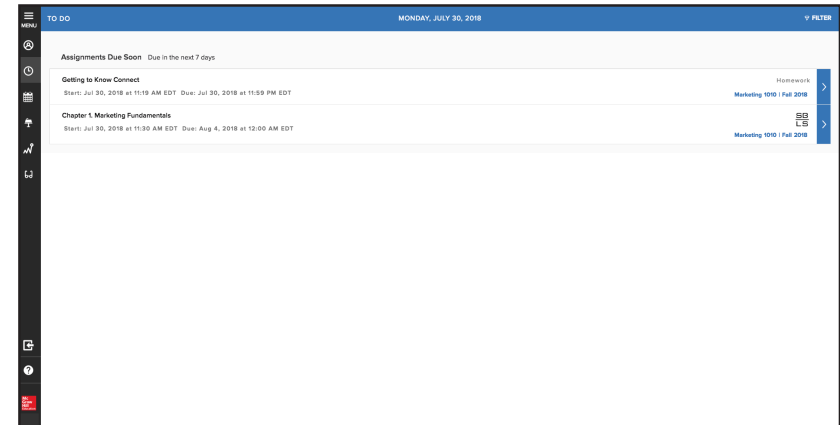 MENU
TO DO
MONDAY, JULY 30, 2018
FILTER
Assignments Due Soon Due in the next 7 days
Getting to Know Connect
Homework
Start: Jul 30, 2018 at 11:19 AM EDT Due: Jul 30, 2018 at 11:59 PM EDT
Marketing 1010 | Fall 2018
Chapter 1. Marketing Fundamentals
SB
LS
Start: Jul 30, 2018 at 11:30 AM EDT Due: Aug 4, 2018 at 12:00 AM EDT
Marketing 1010 | Fall 2018